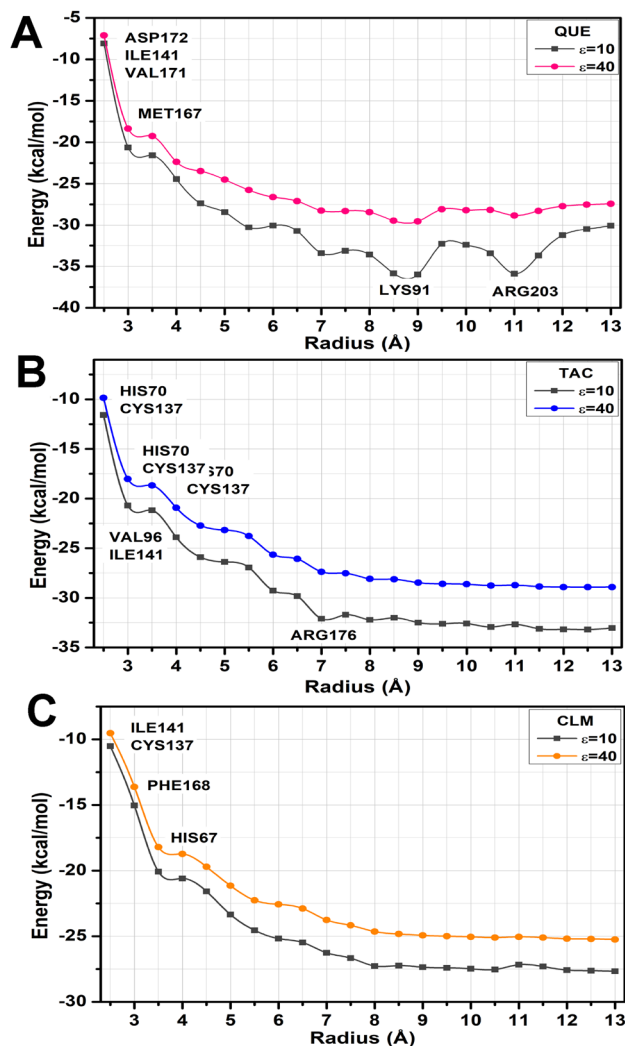 A
QUE
ε=10
ε=40
ASP172
ILE141
VAL171
MET167
LYS91
ARG203
Energy (kcal/mol)
-5
-10
-15
-20
-25
-30
-35
-40
3 4 5 6 7 8 9 10 11 12 13
Radius (Å)
B
TAC
ε=10
ε=40
HIS70
CYS137
HIS70
CYS137
S70
CYS137
VAL96
ILE141
ARG176
Energy (kcal/mol)
-10
-15
-20
-25
-30
-35
3 4 5 6 7 8 9 10 11 12 13
Radius (Å)
C
CLM
ε=10
ε=40
ILE141
CYS137
PHE168
HIS67
Energy (kcal/mol)
-10
-15
-20
-25
-30
3 4 5 6 7 8 9 10 11 12 13
Radius (Å)